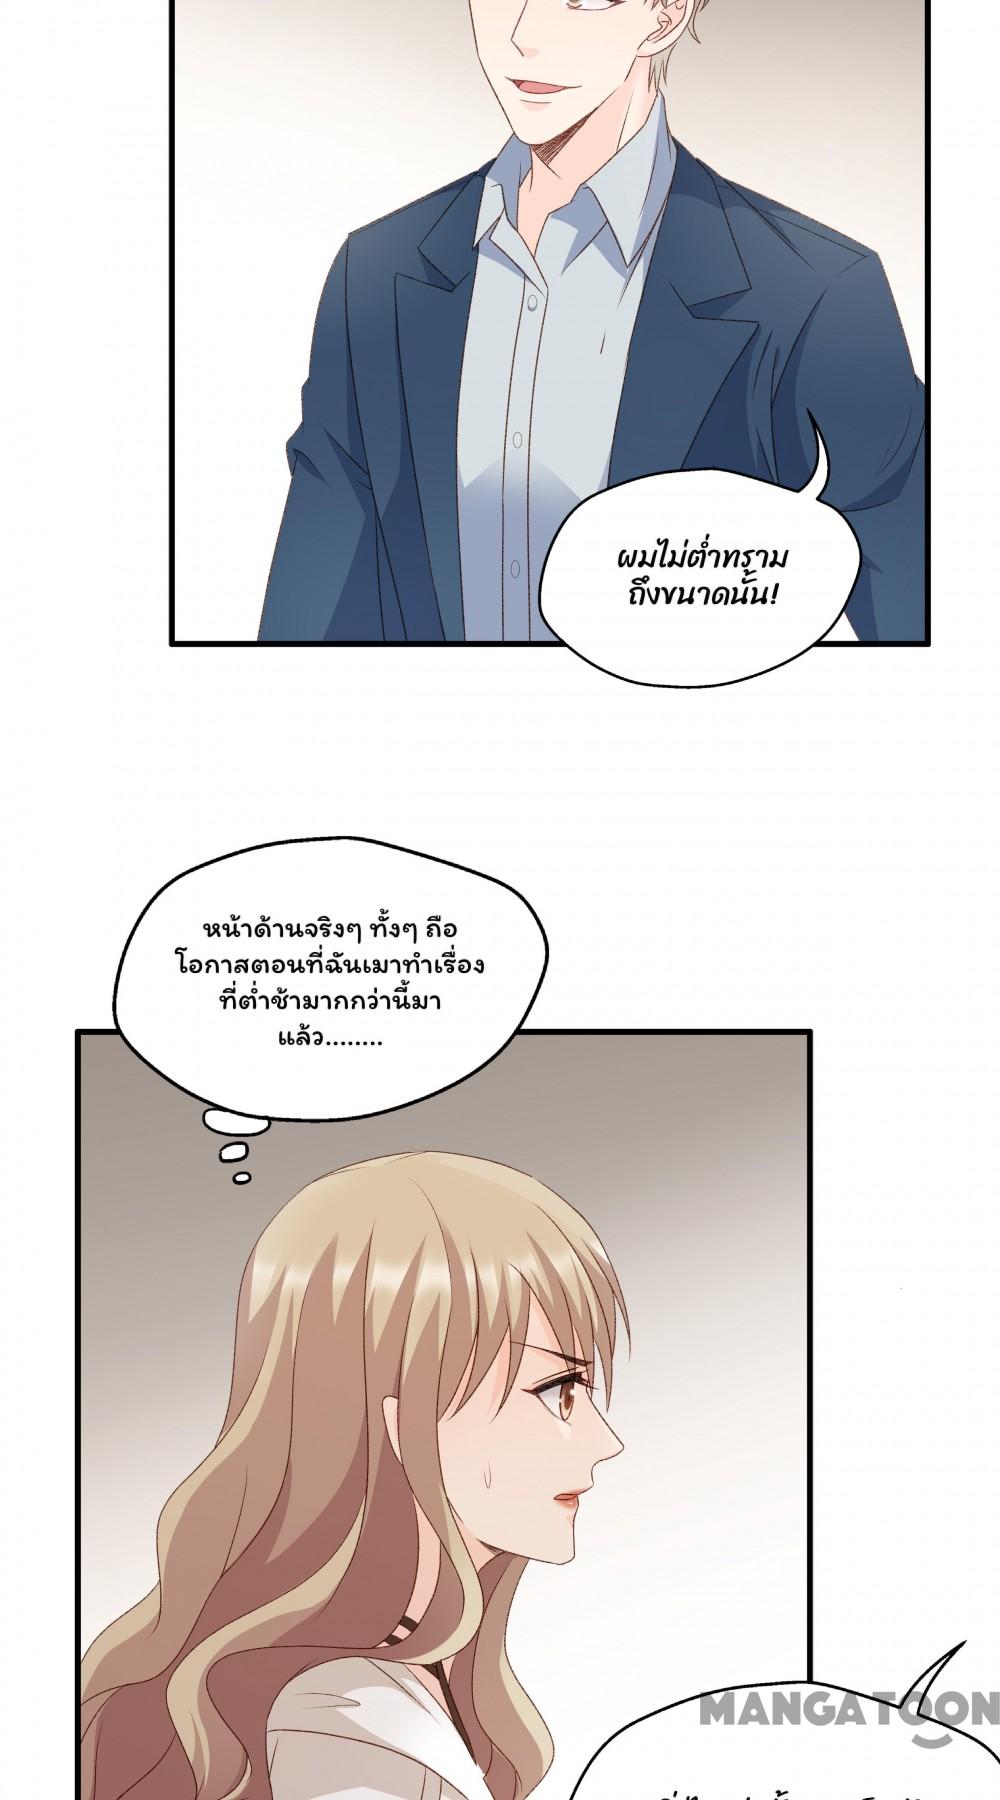 ผมไม่ต่ำทราม
ถึงขนาดนั้น!
หน้าด้านจริงๆ ทั้งๆ ถือ
โอกาสตอนที่ฉันเมาทำเรื่อง
ที่ต่ำช้ามากกว่านี้มา
แล้ว........
MANGATOON